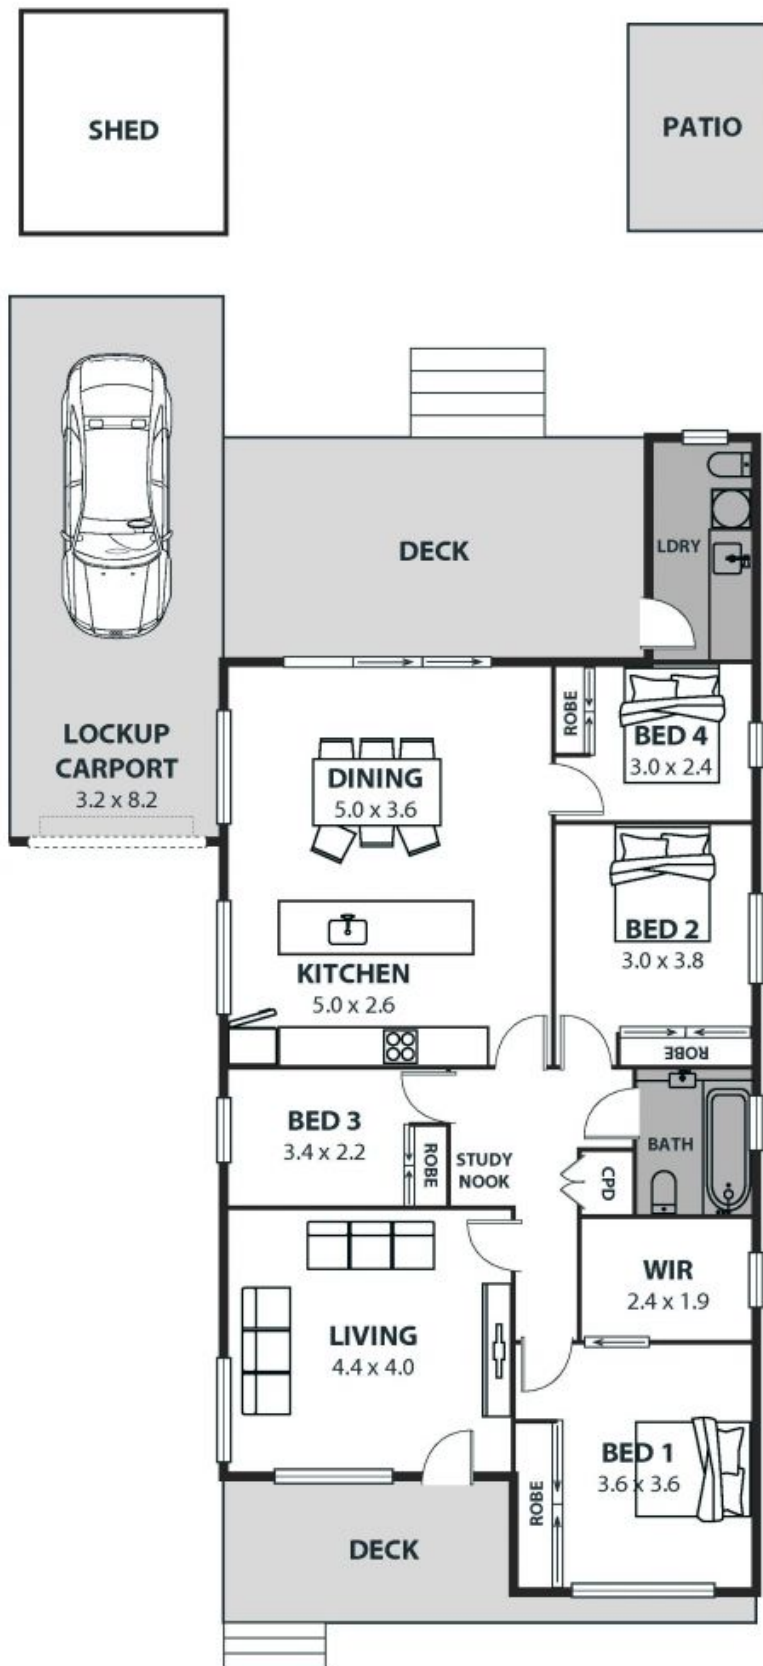 SHED
PATIO
DECK
LDRY
LOCKUP
CARPORT
3.2 x 8.2
DINING
5.0 x 3.6
ROBE
BED 4
3.0 x 2.4
BED 2
3.0 x 3.8
ROBE
KITCHEN
5.0 x 2.6
BED 3
3.4 x 2.2
ROBE
STUDY
NOOK
BATH
CPD
WIR
2.4 x 1.9
LIVING
4.4 x 4.0
BED 1
3.6 x 3.6
ROBE
DECK